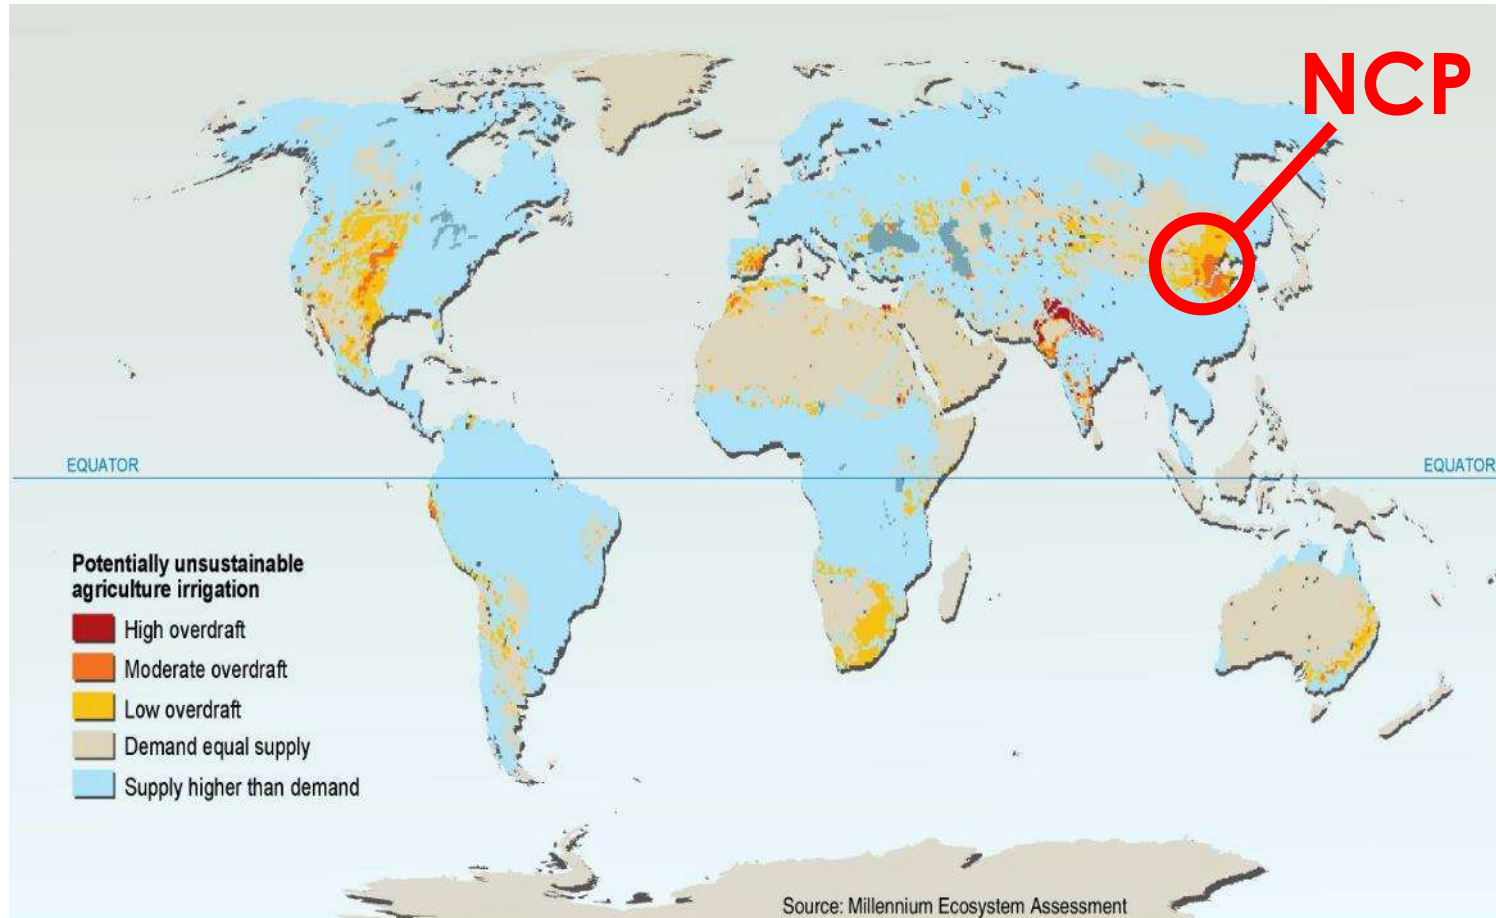 NCP
EQUATOR
EQUATOR
Potentially unsustainable
agriculture irrigation
High overdraft
Moderate overdraft
Low overdraft
Demand equal supply
Supply higher than demand
Source: Millennium Ecosystem Assessment